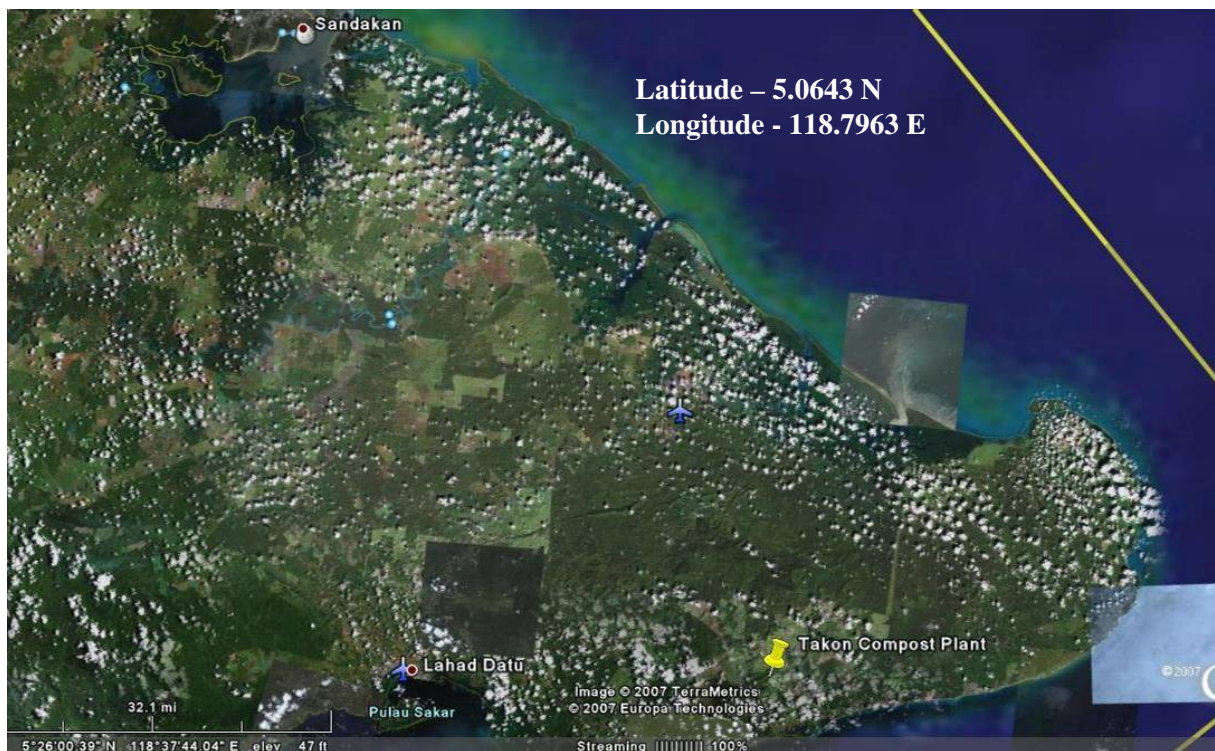 Sandakan
Latitude – 5.0643 N
Longitude - 118.7963 E
Takon Compost Plant
Lahad Datu
Pulau Sakar
32.1 mi
Image © 2007 TerraMetrics
© 2007 Europa Technologies
© 2007
5°26'00.39" N 118°37'44.04" E elev 47 ft
Streaming |||||||||| 100%